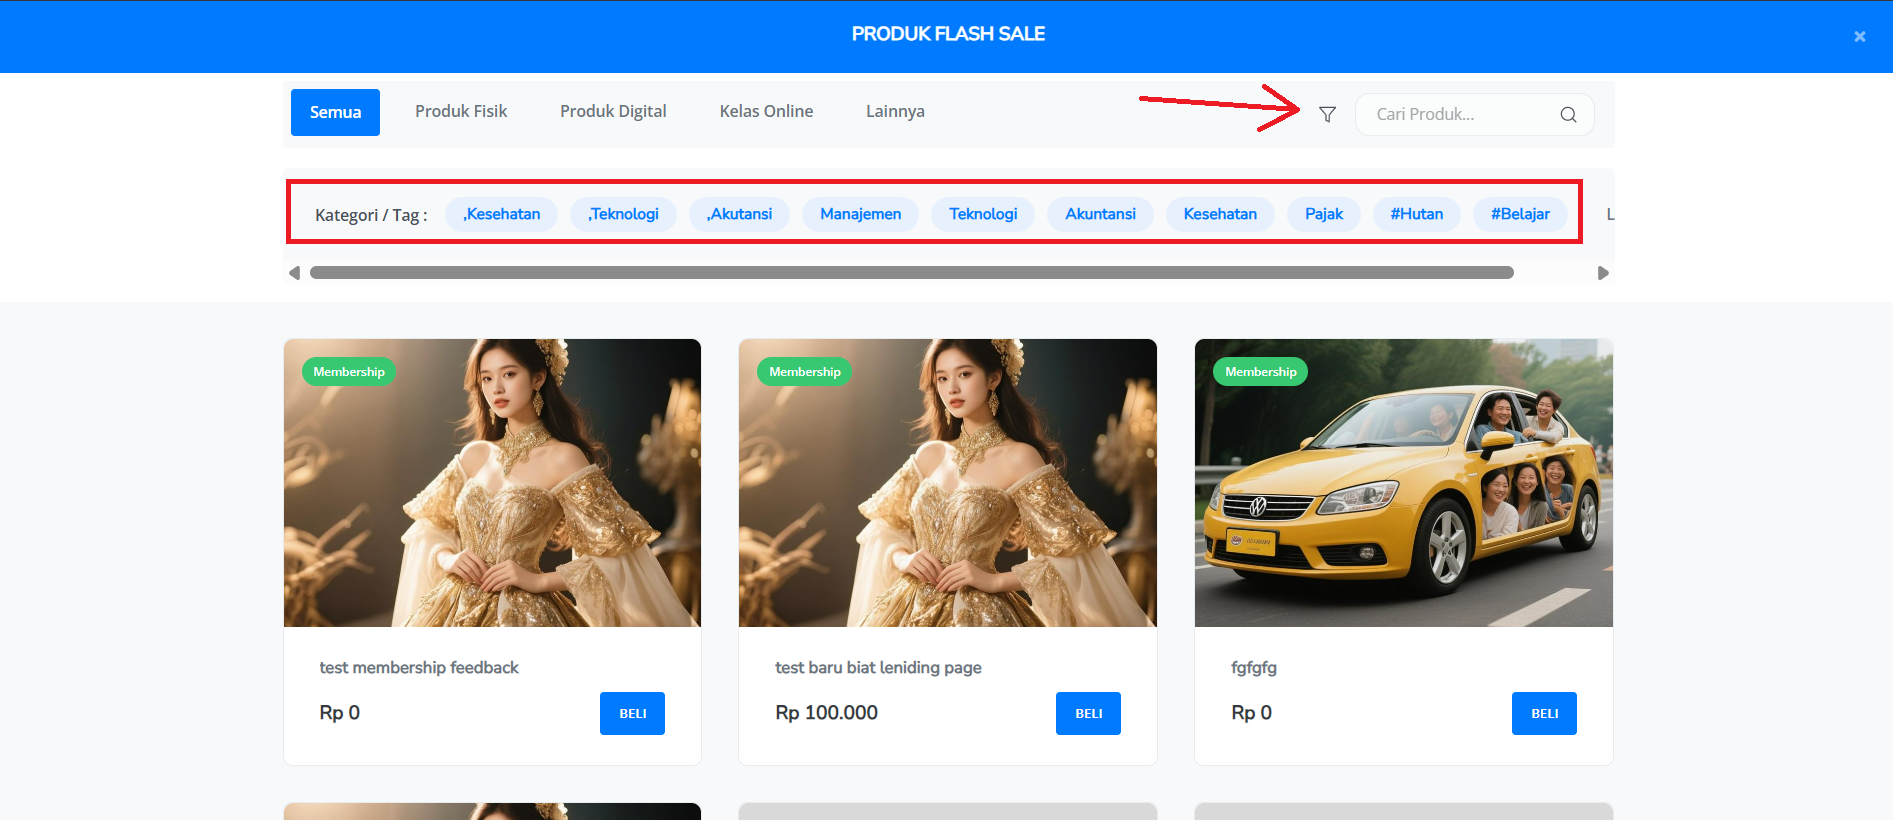 PRODUK FLASH SALE
×
Semua Produk Fisik Produk Digital Kelas Online Lainnya Cari Produk...
Kategori / Tag : ,Kesehatan ,Teknologi ,Akutansi Manajemen Teknologi Akuntansi Kesehatan Pajak #Hutan #Belajar L
Membership Membership Membership
test membership feedback
Rp 0 BELI
test baru biat leniding page
Rp 100.000 BELI
fgfgfg
Rp 0 BELI